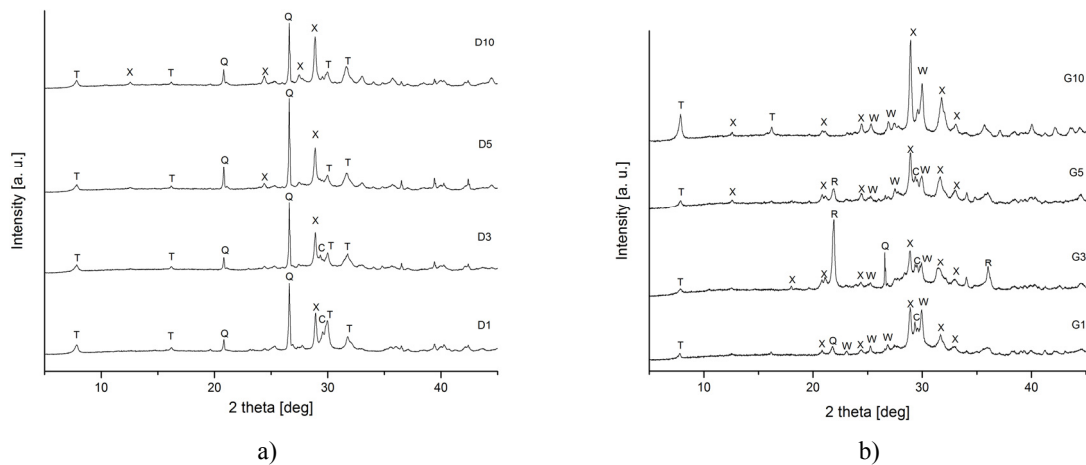 Q
X
D10
T X T Q X X T T
Q
D5
X
Q
T T X T T
Q
D3
X
T T Q C T T
Q
D1
X
C T
T T Q T
Intensity [a. u.]
10 20 30 40
2 theta [deg]
a)
X
G10
W
X
T
T
X X X W W X
G5
X
C W X
R
W
T X X X W X
R
G3
Q
X
C W X
R
T X X X W X
G1
X W
C
X
T X Q W X W W X
Intensity [a. u.]
10 20 30 40
2 theta [deg]
b)